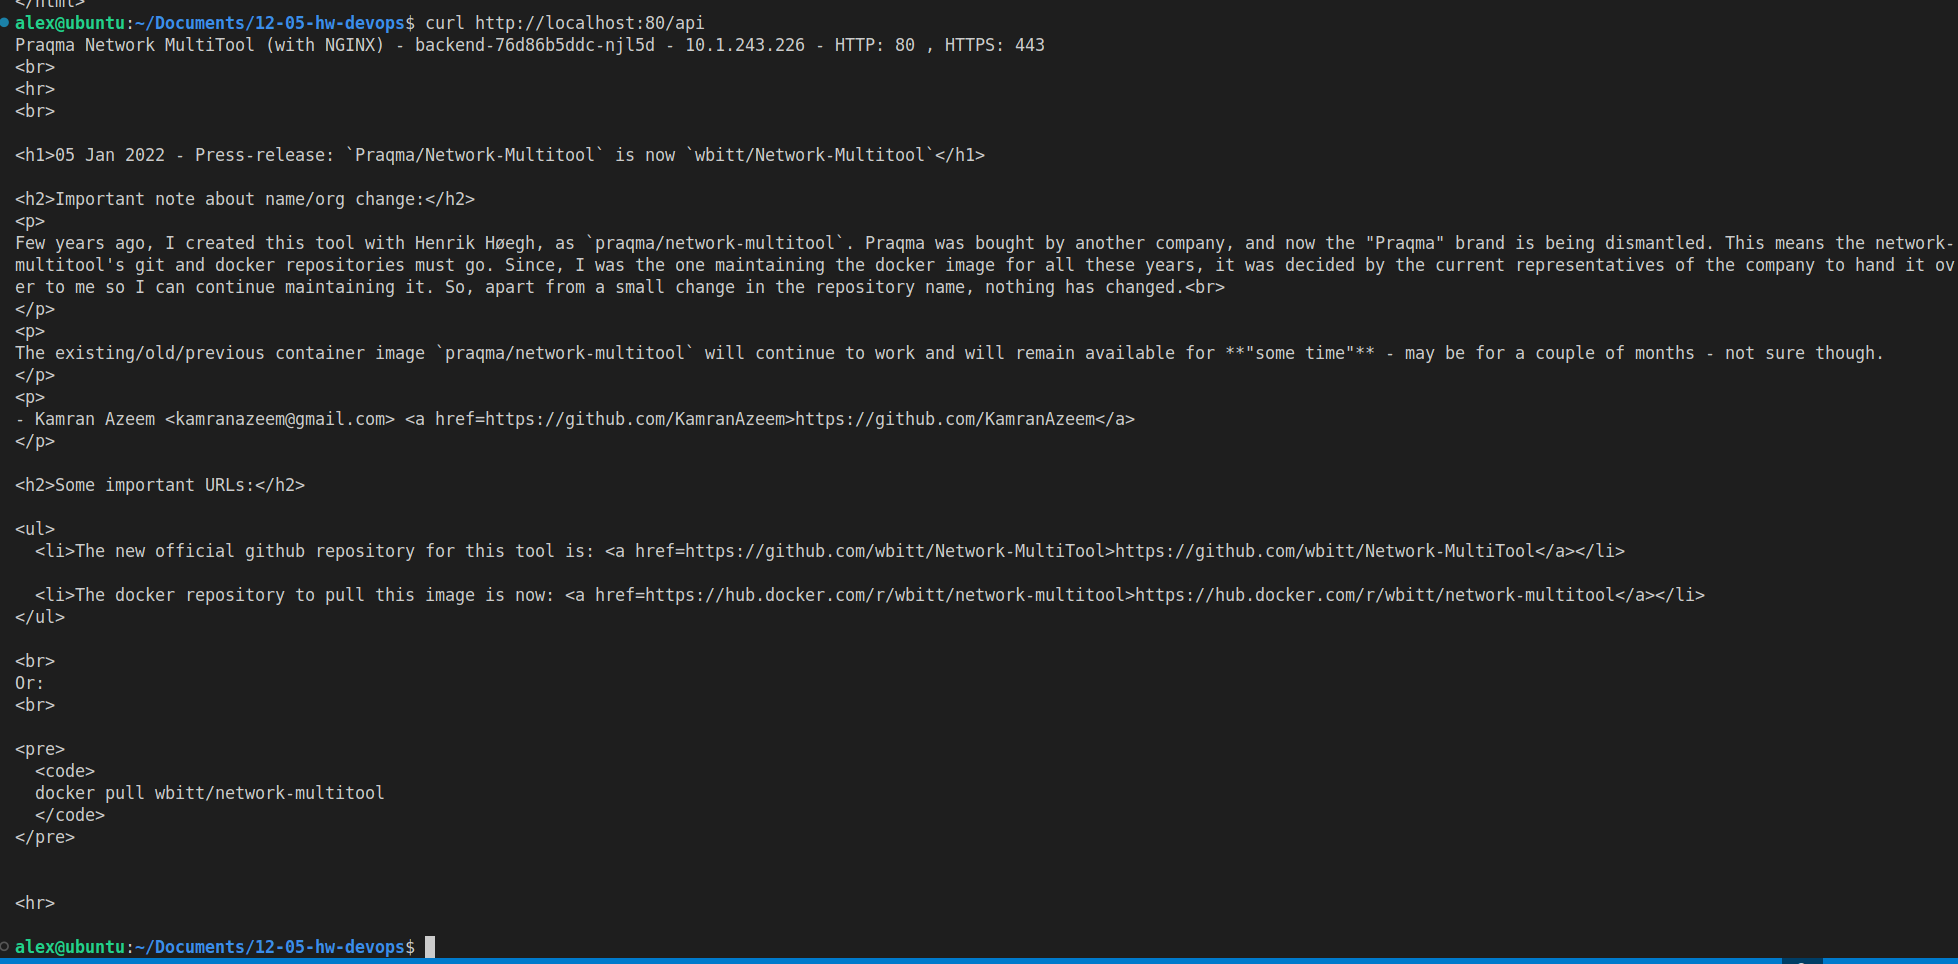 </html>
alex@ubuntu:~/Documents/12-05-hw-devops$ curl http://localhost:80/api
Praqma Network MultiTool (with NGINX) - backend-76d86b5ddc-njl5d - 10.1.243.226 - HTTP: 80 , HTTPS: 443
<br>
<hr>
<br>

<h1>05 Jan 2022 - Press-release: `Praqma/Network-Multitool` is now `wbitt/Network-Multitool`</h1>

<h2>Important note about name/org change:</h2>
<p>
Few years ago, I created this tool with Henrik Høegh, as `praqma/network-multitool`. Praqma was bought by another company, and now the "Praqma" brand is being dismantled. This means the network-
multitool's git and docker repositories must go. Since, I was the one maintaining the docker image for all these years, it was decided by the current representatives of the company to hand it ov
er to me so I can continue maintaining it. So, apart from a small change in the repository name, nothing has changed.<br>
</p>
<p>
The existing/old/previous container image `praqma/network-multitool` will continue to work and will remain available for **"some time"** - may be for a couple of months - not sure though.
</p>
<p>
- Kamran Azeem <kamranazeem@gmail.com> <a href=https://github.com/KamranAzeem>https://github.com/KamranAzeem</a>
</p>

<h2>Some important URLs:</h2>

<ul>
  <li>The new official github repository for this tool is: <a href=https://github.com/wbitt/Network-MultiTool>https://github.com/wbitt/Network-MultiTool</a></li>

  <li>The docker repository to pull this image is now: <a href=https://hub.docker.com/r/wbitt/network-multitool>https://hub.docker.com/r/wbitt/network-multitool</a></li>
</ul>

<br>
Or:
<br>

<pre>
  <code>
  docker pull wbitt/network-multitool
  </code>
</pre>


<hr>

alex@ubuntu:~/Documents/12-05-hw-devops$